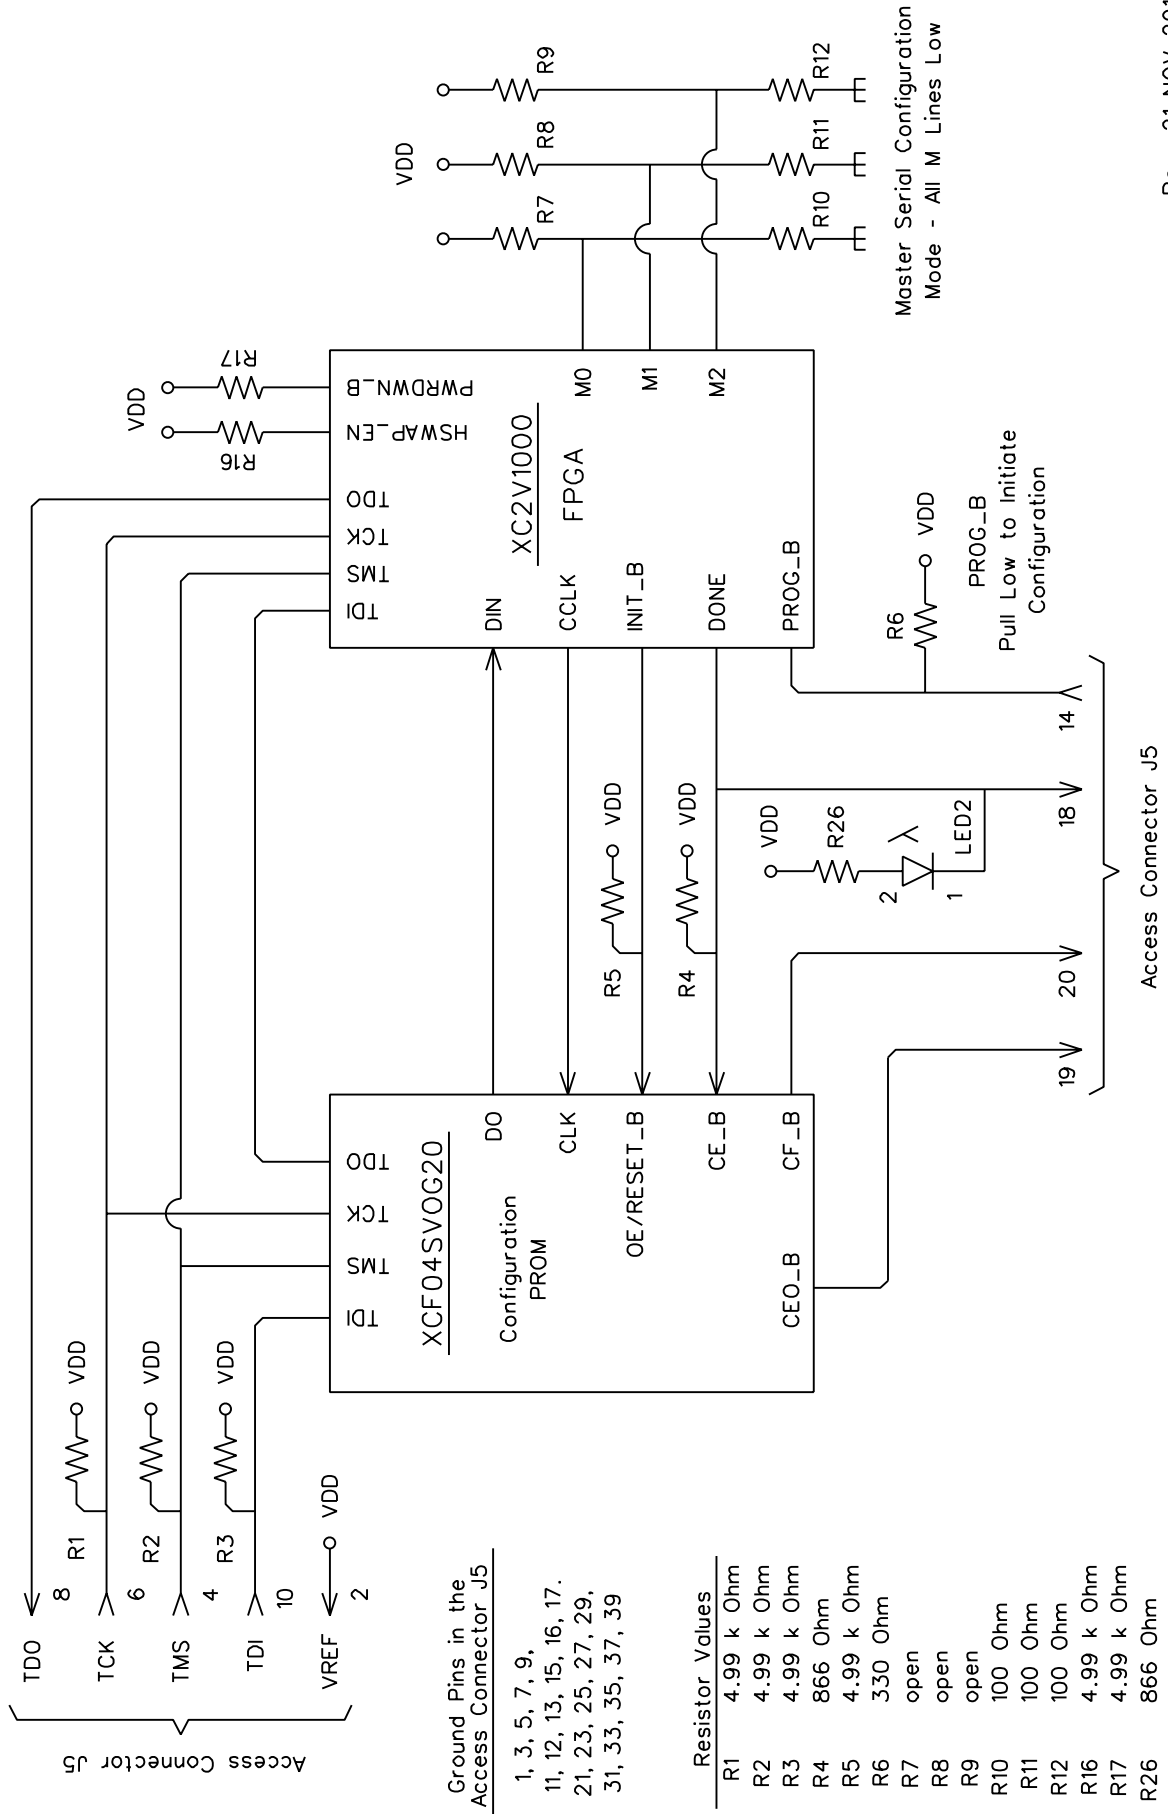 Access Connector J5
TDO
8
TCK
6
TMS
4
TDI
10
VREF
2
VDD
R1
VDD
R2
VDD
R3
VDD
TDI
TMS
TCK
TDO
XCF04SVOG20
Configuration
PROM
DO
CLK
OE/RESET_B
CE_B
CF_B
CEO_B
TDI
TMS
TCK
TDO
HSWAP_EN
PWRDWN_B
R16
R17
VDD
XC2V1000
FPGA
DIN
CCLK
INIT_B
DONE
PROG_B
M0
M1
M2
VDD
R7
R8
R9
R10
R11
R12
Master Serial Configuration
Mode - All M Lines Low
R5
VDD
R4
VDD
VDD
R26
2
1
LED2
R6
VDD
PROG_B
Pull Low to Initiate
Configuration
19
20
18
14
Access Connector J5
Ground Pins in the
Access Connector J5
1, 3, 5, 7, 9,
11, 12, 13, 15, 16, 17.
21, 23, 25, 27, 29,
31, 33, 35, 37, 39
Resistor Values
R1 4.99 k Ohm
R2 4.99 k Ohm
R3 4.99 k Ohm
R4 866 Ohm
R5 4.99 k Ohm
R6 330 Ohm
R7 open
R8 open
R9 open
R10 100 Ohm
R11 100 Ohm
R12 100 Ohm
R16 4.99 k Ohm
R17 4.99 k Ohm
R26 866 Ohm